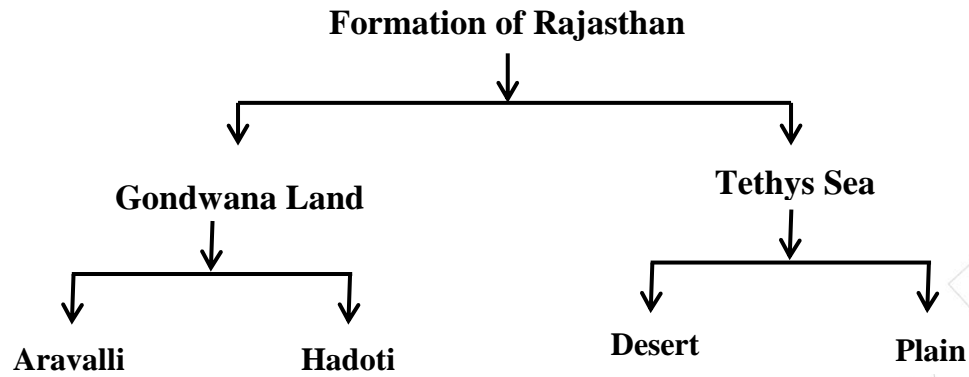 Formation of Rajasthan
Gondwana Land
Tethys Sea
Aravalli
Hadoti
Desert
Plain